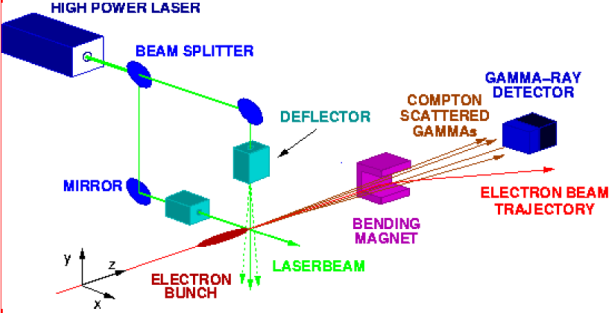 HIGH POWER LASER
BEAM SPLITTER
GAMMA-RAY
DETECTOR
COMPTON
SCATTERED
GAMMAs
DEFLECTOR
MIRROR
ELECTRON BEAM
TRAJECTORY
BENDING
MAGNET
y
z
x
LASERBEAM
ELECTRON
BUNCH